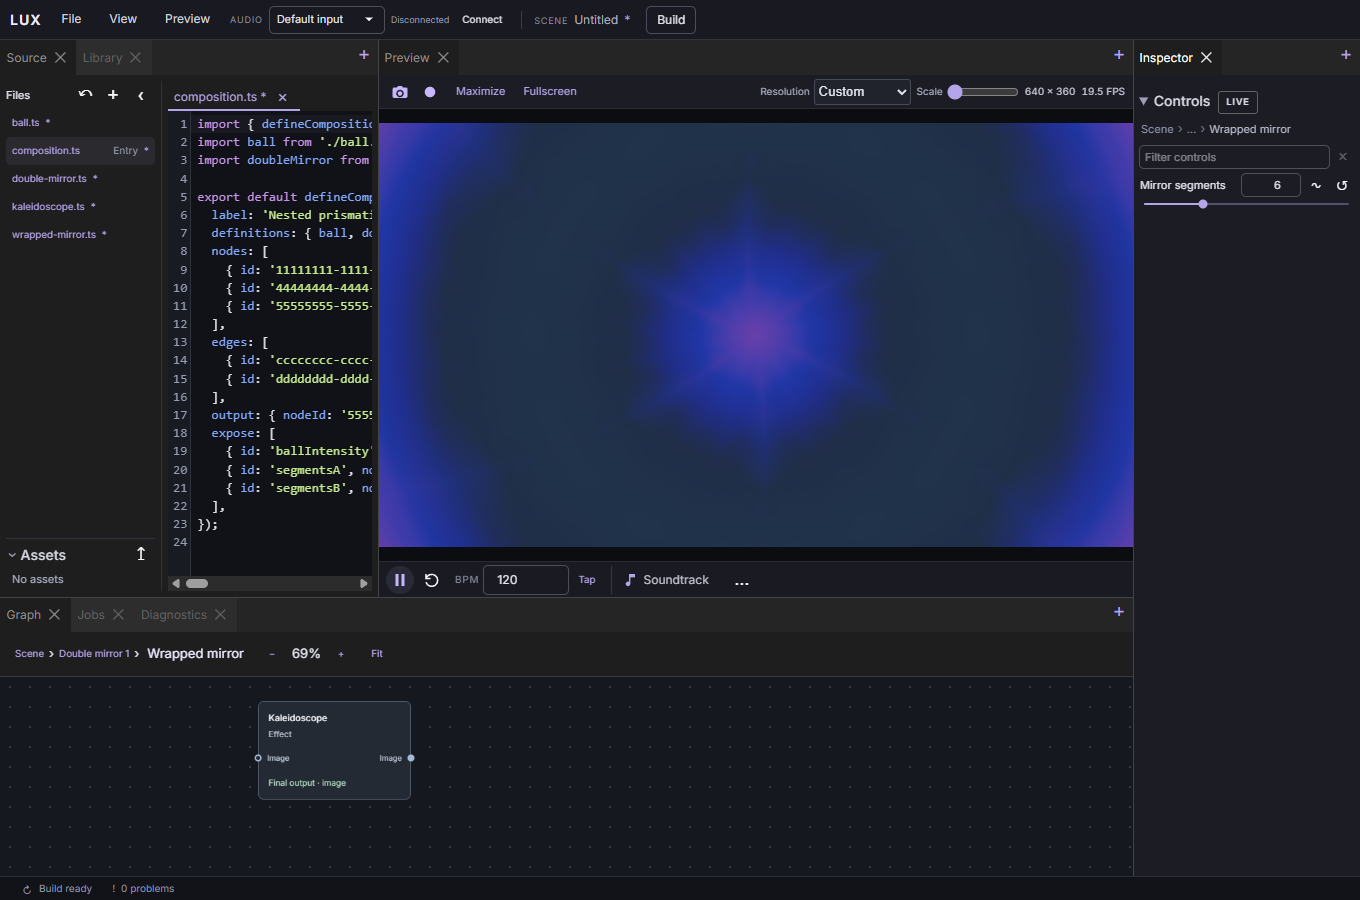 LUX File View Preview AUDIO Default input Disconnected Connect SCENE Untitled * Build
Source Library
Files
ball.ts *
composition.ts Entry *
double-mirror.ts *
kaleidoscope.ts *
wrapped-mirror.ts *
Assets
No assets
composition.ts *
1 import { defineCompositio
2 import ball from './ball.
3 import doubleMirror from
4
5 export default defineComp
6 label: 'Nested prismati
7 definitions: { ball, do
8 nodes: [
9 { id: '11111111-1111-
10 { id: '44444444-4444-
11 { id: '55555555-5555-
12 ],
13 edges: [
14 { id: 'cccccccc-cccc-
15 { id: 'dddddddd-dddd-
16 ],
17 output: { nodeId: '5555
18 expose: [
19 { id: 'ballIntensity'
20 { id: 'segmentsA', no
21 { id: 'segmentsB', no
22 ],
23 });
24
Preview
Maximize Fullscreen Resolution Custom Scale 640 × 360 19.5 FPS
BPM 120 Tap Soundtrack ...
Inspector
Controls LIVE
Scene › ... › Wrapped mirror
Filter controls
Mirror segments 6
Graph Jobs Diagnostics
Scene › Double mirror 1 › Wrapped mirror - 69% + Fit
Kaleidoscope
Effect
Image Image
Final output · image
Build ready ! 0 problems